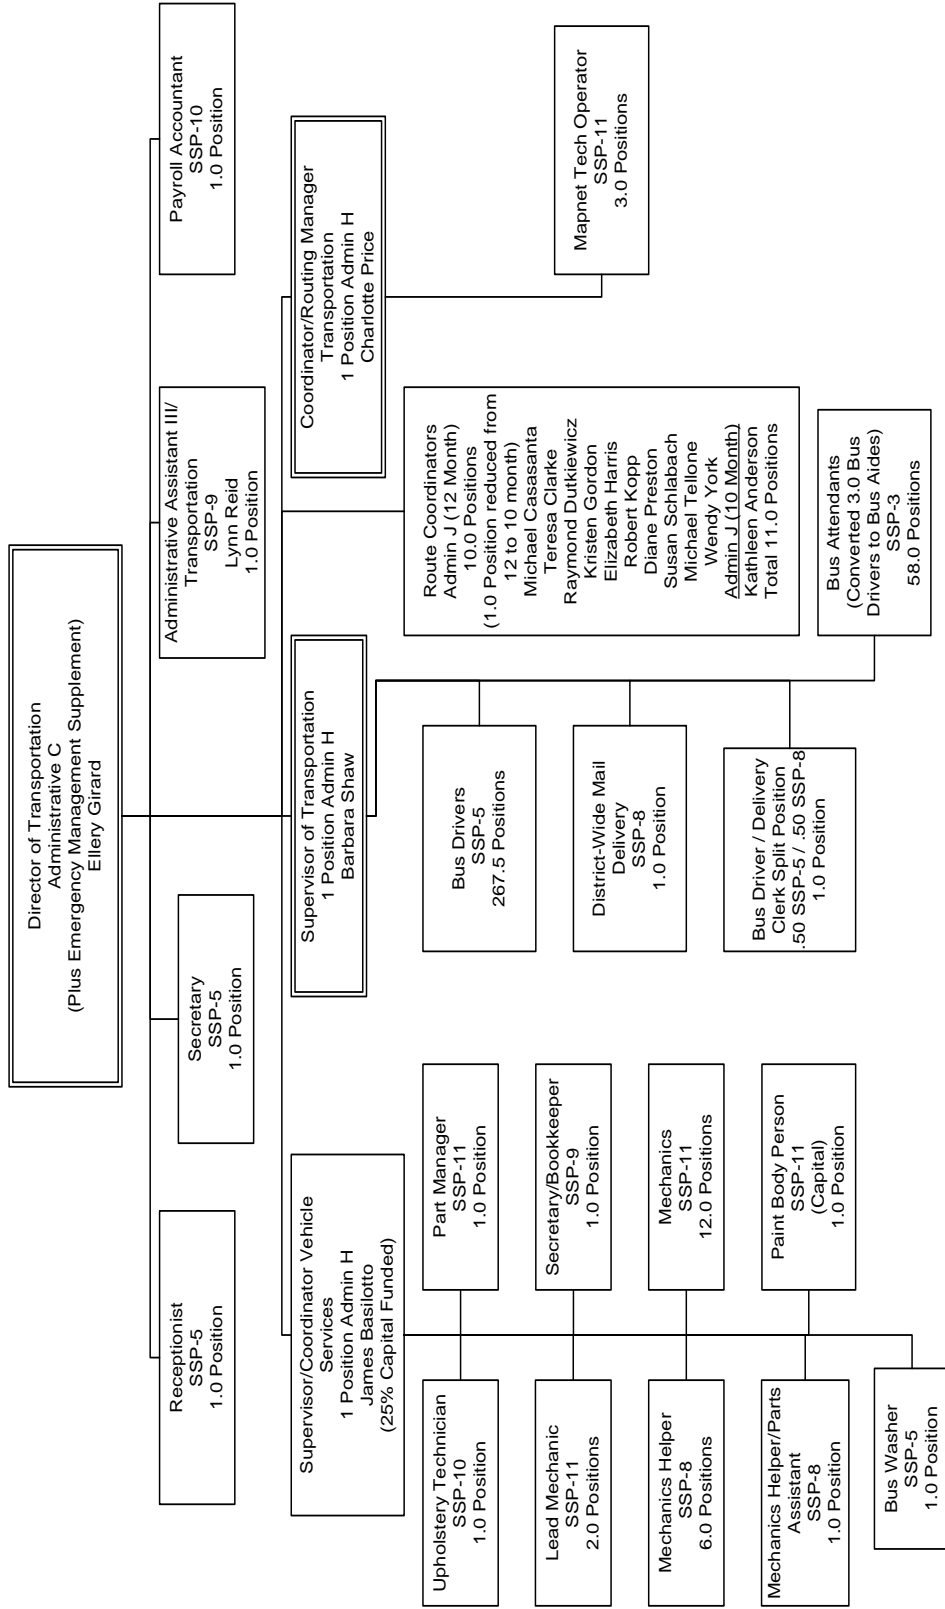 Director of Transportation
Administrative C
(Plus Emergency Management Supplement)
Ellery Girard
Receptionist
SSP-5
1.0 Position
Secretary
SSP-5
1.0 Position
Administrative Assistant III/
Transportation
SSP-9
Lynn Reid
1.0 Position
Payroll Accountant
SSP-10
1.0 Position
Supervisor/Coordinator Vehicle
Services
1 Position Admin H
James Basilotto
(25% Capital Funded)
Supervisor of Transportation
1 Position Admin H
Barbara Shaw
Coordinator/Routing Manager
Transportation
1 Position Admin H
Charlotte Price
Upholstery Technician
SSP-10
1.0 Position
Part Manager
SSP-11
1.0 Position
Lead Mechanic
SSP-11
2.0 Positions
Secretary/Bookkeeper
SSP-9
1.0 Position
Mechanics Helper
SSP-8
6.0 Positions
Mechanics
SSP-11
12.0 Positions
Mechanics Helper/Parts
Assistant
SSP-8
1.0 Position
Paint Body Person
SSP-11
(Capital)
1.0 Position
Bus Washer
SSP-5
1.0 Position
Bus Drivers
SSP-5
267.5 Positions
District-Wide Mail
Delivery
SSP-8
1.0 Position
Bus Driver / Delivery
Clerk Split Position
.50 SSP-5 / .50 SSP-8
1.0 Position
Route Coordinators
Admin J (12 Month)
10.0 Positions
(1.0 Position reduced from
12 to 10 month)
Michael Casasanta
Teresa Clarke
Raymond Dutkiewicz
Kristen Gordon
Elizabeth Harris
Robert Kopp
Diane Preston
Susan Schlabach
Michael Tellone
Wendy York
Admin J (10 Month)
Kathleen Anderson
Total 11.0 Positions
Bus Attendants
(Converted 3.0 Bus
Drivers to Bus Aides)
SSP-3
58.0 Positions
Mapnet Tech Operator
SSP-11
3.0 Positions